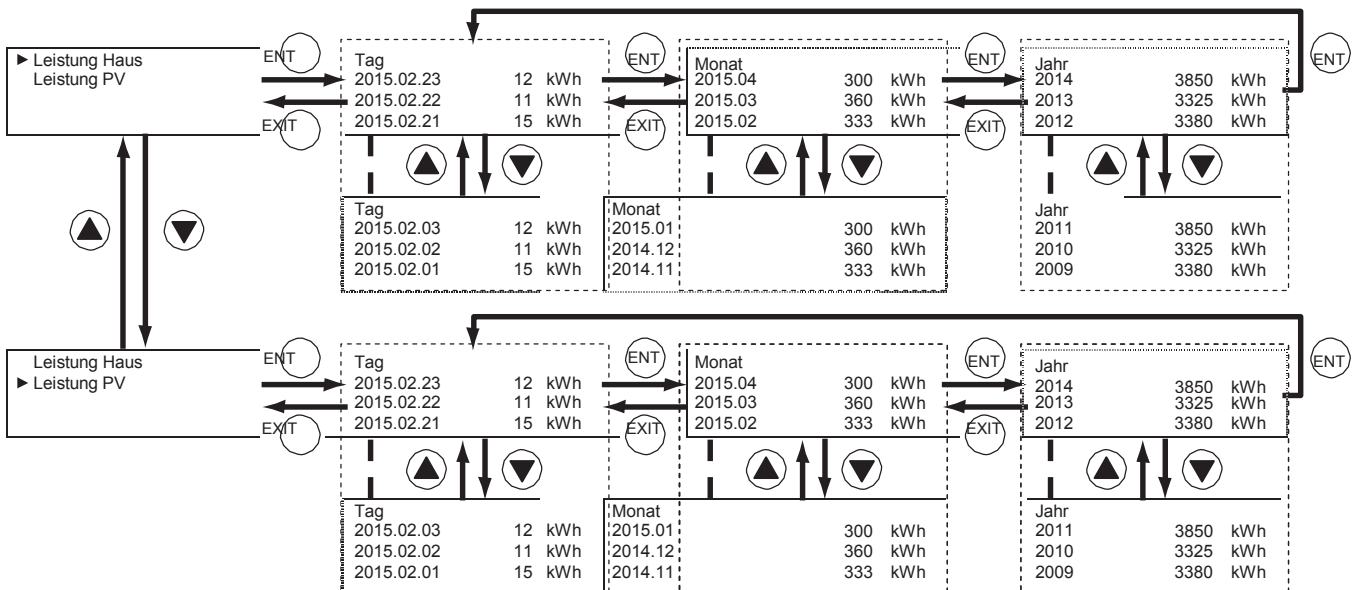 ► Leistung Haus
Leistung PV
ENT
EXIT
Tag
2015.02.23 12 kWh
2015.02.22 11 kWh
2015.02.21 15 kWh
ENT
EXIT
Monat
2015.04 300 kWh
2015.03 360 kWh
2015.02 333 kWh
ENT
EXIT
Jahr
2014 3850 kWh
2013 3325 kWh
2012 3380 kWh
ENT
Tag
2015.02.03 12 kWh
2015.02.02 11 kWh
2015.02.01 15 kWh
Monat
2015.01 300 kWh
2014.12 360 kWh
2014.11 333 kWh
Jahr
2011 3850 kWh
2010 3325 kWh
2009 3380 kWh
Leistung Haus
► Leistung PV
ENT
EXIT
Tag
2015.02.23 12 kWh
2015.02.22 11 kWh
2015.02.21 15 kWh
ENT
EXIT
Monat
2015.04 300 kWh
2015.03 360 kWh
2015.02 333 kWh
ENT
EXIT
Jahr
2014 3850 kWh
2013 3325 kWh
2012 3380 kWh
ENT
Tag
2015.02.03 12 kWh
2015.02.02 11 kWh
2015.02.01 15 kWh
Monat
2015.01 300 kWh
2014.12 360 kWh
2014.11 333 kWh
Jahr
2011 3850 kWh
2010 3325 kWh
2009 3380 kWh